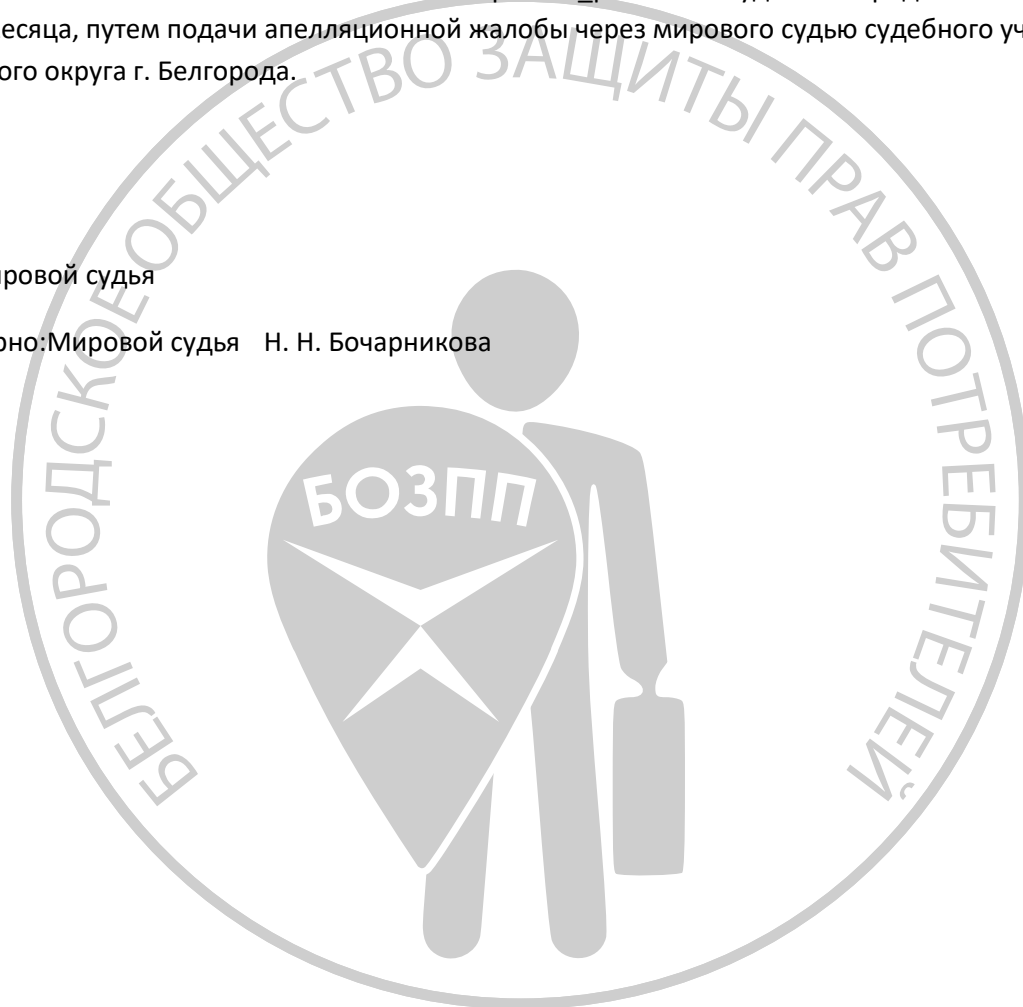 есяца, путем подачи апелляционной жалобы через мирового судью судебного уч
ого округа г. Белгорода.
ировой судья
рно:Мировой судья Н. Н. Бочарникова
БЕЛГОРОДСКОЕ ОБЩЕСТВО ЗАЩИТЫ ПРАВ ПОТРЕБИТЕЛЕЙ
БОЗПП